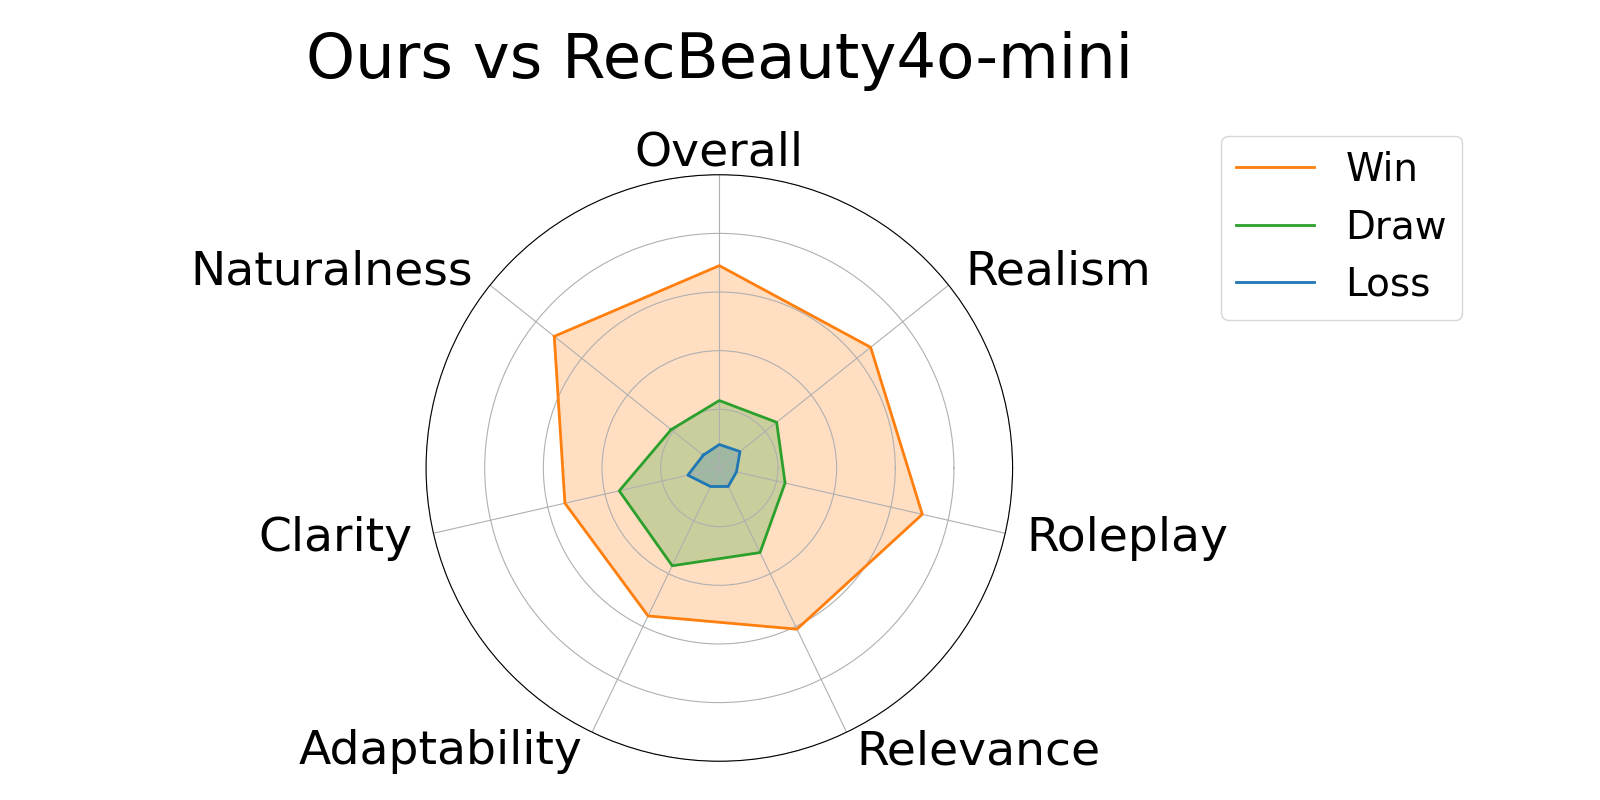 Ours vs RecBeauty4o-mini
Overall
Win
Draw
Loss
Naturalness
Realism
Clarity
Roleplay
Adaptability
Relevance